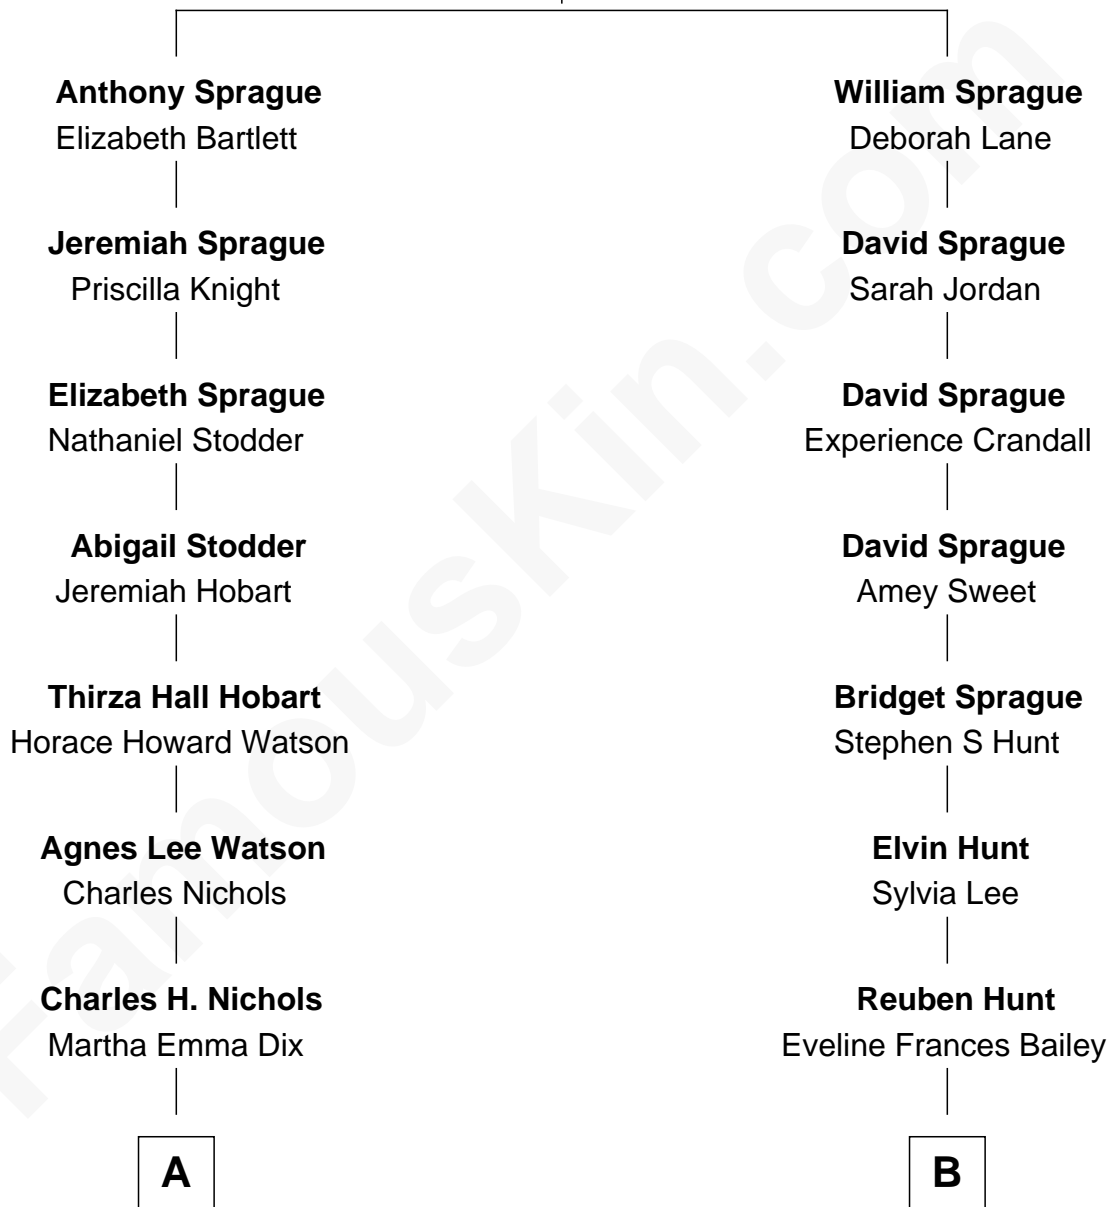 Anthony Sprague
Elizabeth Bartlett
Jeremiah Sprague
Priscilla Knight
Elizabeth Sprague
Nathaniel Stodder
Abigail Stodder
Jeremiah Hobart
Thirza Hall Hobart
Horace Howard Watson
Agnes Lee Watson
Charles Nichols
Charles H. Nichols
Martha Emma Dix
A
William Sprague
Deborah Lane
David Sprague
Sarah Jordan
David Sprague
Experience Crandall
David Sprague
Amey Sweet
Bridget Sprague
Stephen S Hunt
Elvin Hunt
Sylvia Lee
Reuben Hunt
Eveline Frances Bailey
B
FamousKin.com